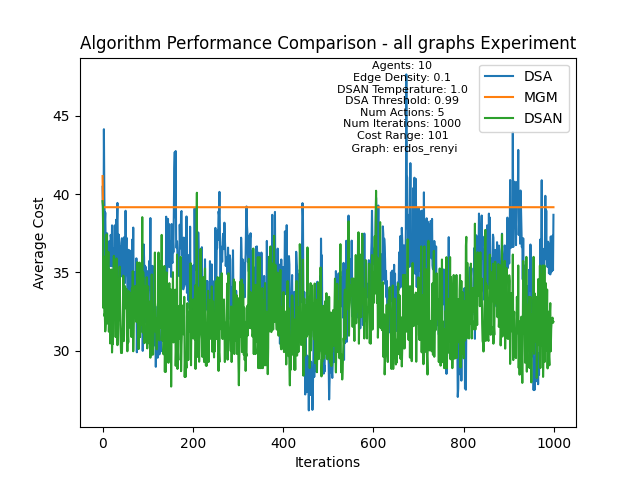 Algorithm Performance Comparison - all graphs Experiment
Agents: 10
Edge Density: 0.1
DSAN Temperature: 1.0
DSA Threshold: 0.99
Num Actions: 5
Num Iterations: 1000
Cost Range: 101
Graph: erdos_renyi
DSA
MGM
DSAN
Average Cost
45
40
35
30
0 200 400 600 800 1000
Iterations